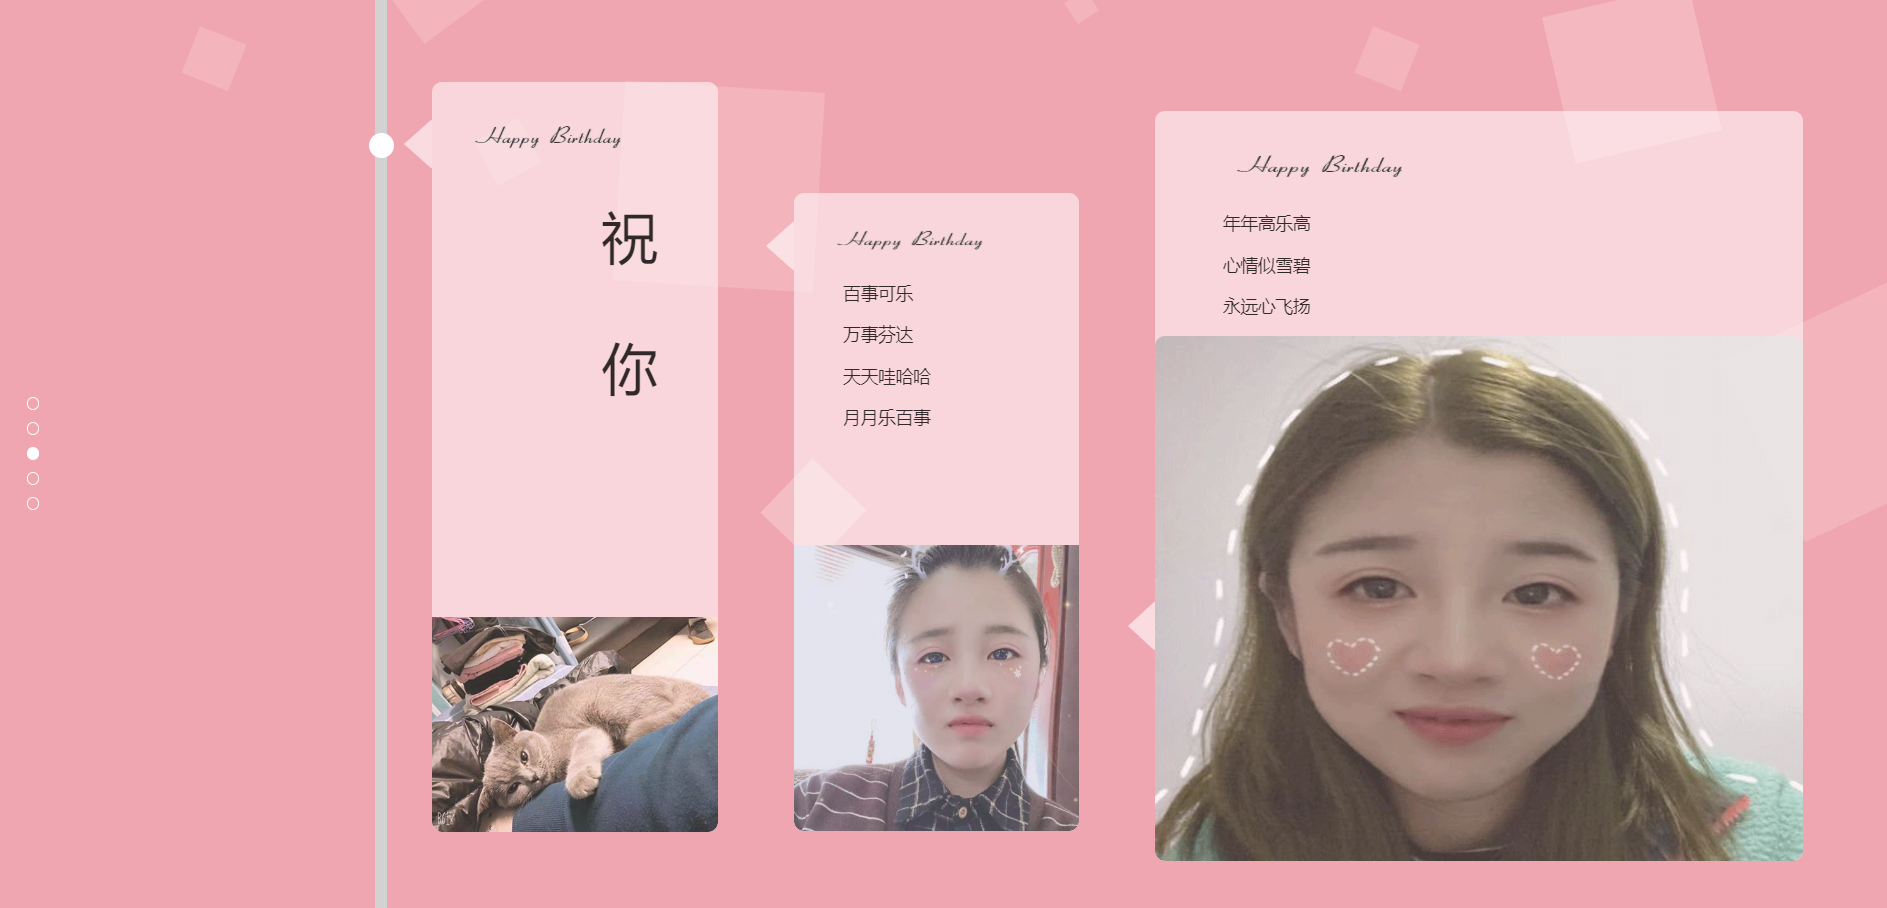 Happy Birthday
祝
你
Happy Birthday
百事可乐
万事芬达
天天哇哈哈
月月乐百事
Happy Birthday
年年高乐高
心情似雪碧
永远心飞扬